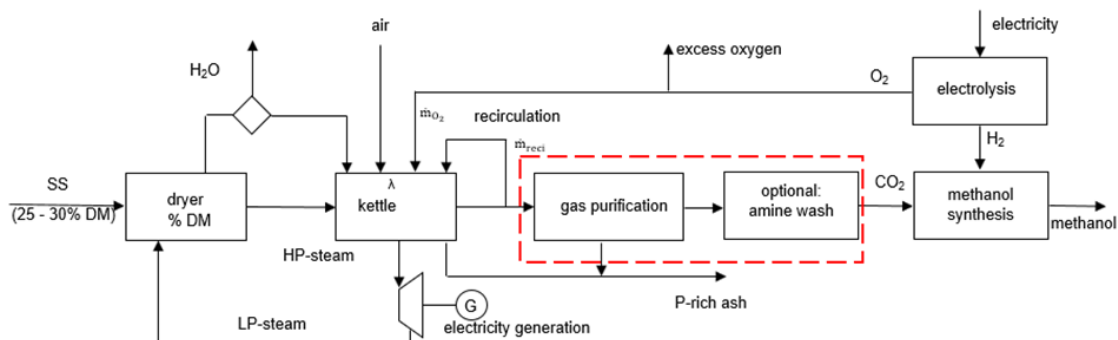 electricity
air
excess oxygen
H₂O
O₂
electrolysis
ṁO₂
recirculation
H₂
ṁreci
SS
(25 - 30% DM)
dryer
% DM
λ
kettle
gas purification
optional:
amine wash
CO₂
methanol
synthesis
methanol
HP-steam
P-rich ash
G
LP-steam
electricity generation